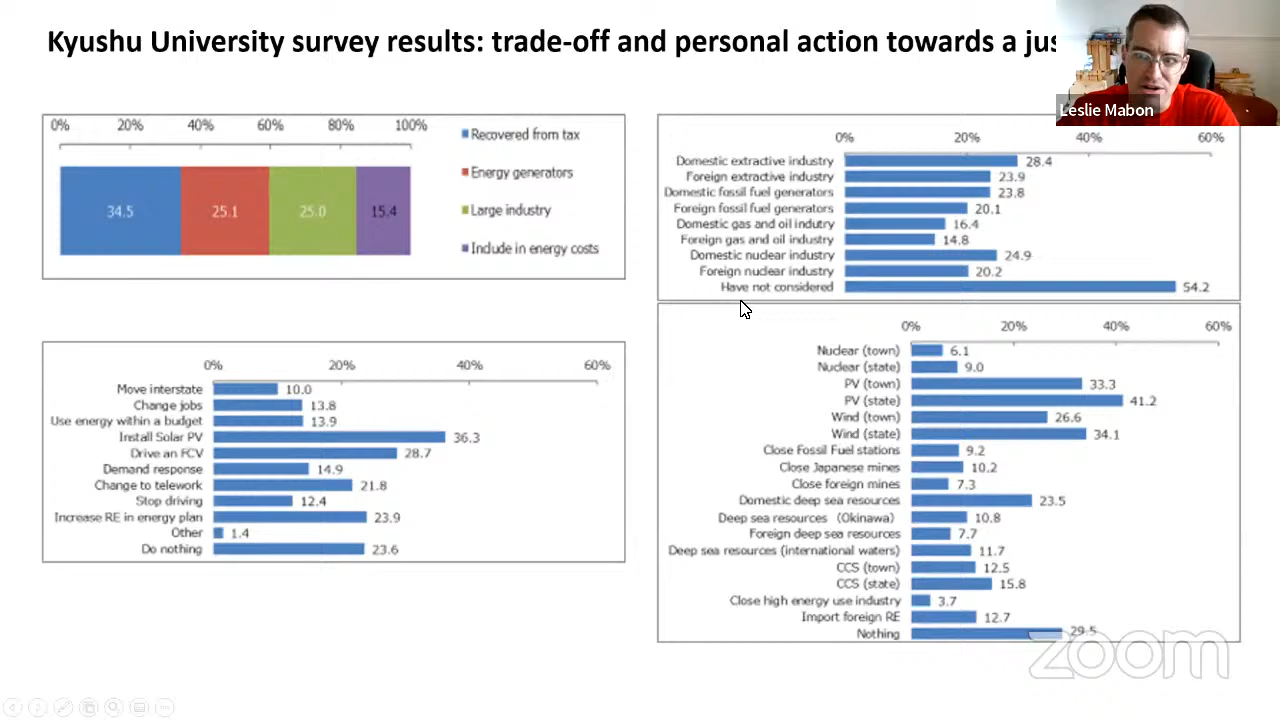 Kyushu University survey results: trade-off and personal action towards a jus
Leslie Mabon
0% 20% 40% 60% 80% 100%
34.5 25.1 25.0 15.4
Recovered from tax
Energy generators
Large industry
Include in energy costs
0% 20% 40% 60%
Domestic extractive industry 28.4
Foreign extractive industry 23.9
Domestic fossil fuel generators 23.8
Foreign fossil fuel generators 20.1
Domestic gas and oil indutry 16.4
Foreign gas and oil industry 14.8
Domestic nuclear industry 24.9
Foreign nuclear industry 20.2
Have not considered 54.2
0% 20% 40% 60%
Move interstate 10.0
Change jobs 13.8
Use energy within a budget 13.9
Install Solar PV 36.3
Drive an FCV 28.7
Demand response 14.9
Change to telework 21.8
Stop driving 12.4
Increase RE in energy plan 23.9
Other 1.4
Do nothing 23.6
0% 20% 40% 60%
Nuclear (town) 6.1
Nuclear (state) 9.0
PV (town) 33.3
PV (state) 41.2
Wind (town) 26.6
Wind (state) 34.1
Close Fossil Fuel stations 9.2
Close Japanese mines 10.2
Close foreign mines 7.3
Domestic deep sea resources 23.5
Deep sea resources （Okinawa） 10.8
Foreign deep sea resources 7.7
Deep sea resources (international waters) 11.7
CCS (town) 12.5
CCS (state) 15.8
Close high energy use industry 3.7
Import foreign RE 12.7
Nothing 29.5
zoom